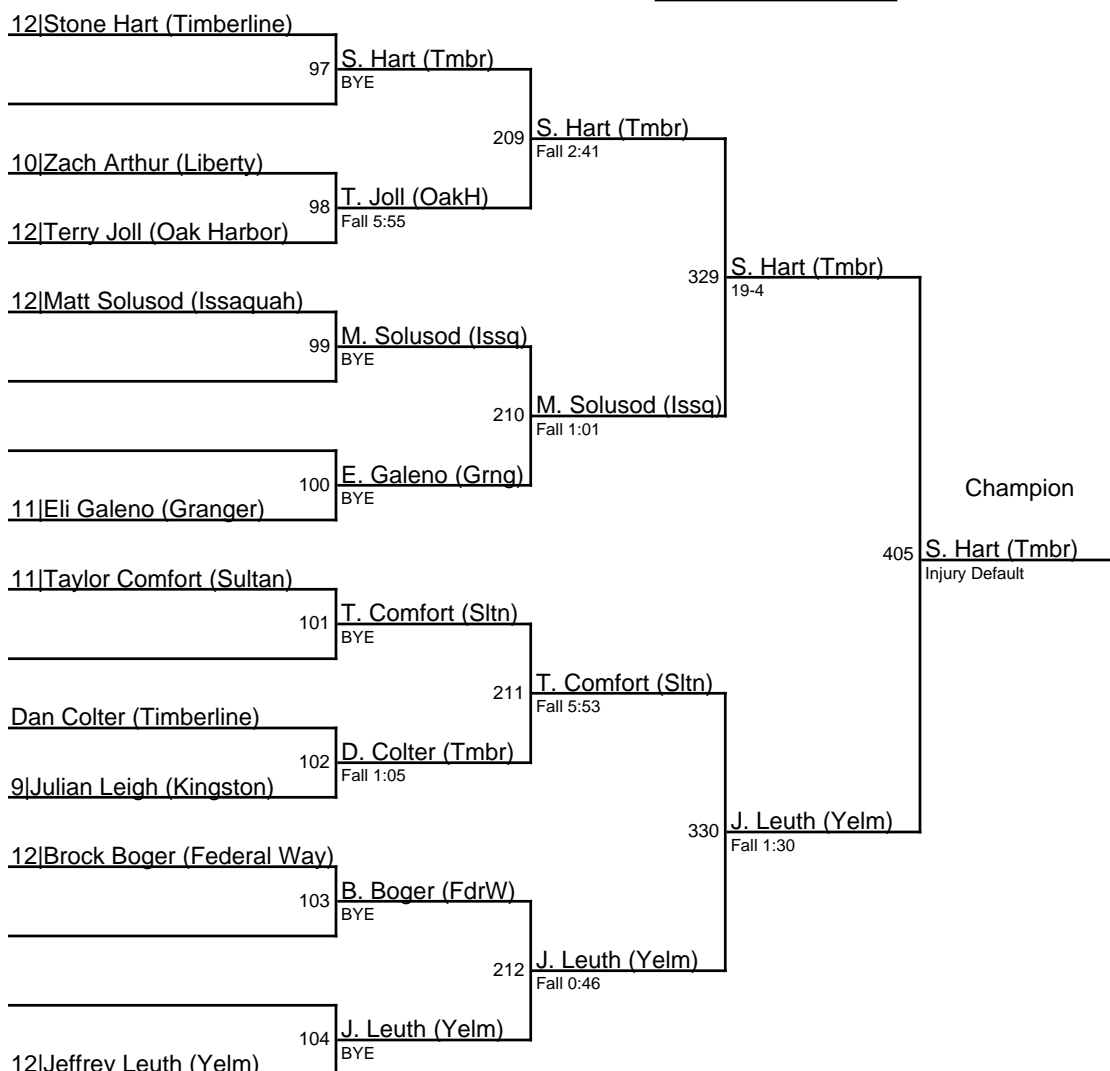 12|Stone Hart (Timberline)
97
S. Hart (Tmbr)
BYE
209
S. Hart (Tmbr)
Fall 2:41
10|Zach Arthur (Liberty)
98
T. Joll (OakH)
Fall 5:55
12|Terry Joll (Oak Harbor)
329
S. Hart (Tmbr)
19-4
12|Matt Solusod (Issaquah)
99
M. Solusod (Issq)
BYE
210
M. Solusod (Issq)
Fall 1:01
100
E. Galeno (Grng)
BYE
11|Eli Galeno (Granger)
Champion
405
S. Hart (Tmbr)
Injury Default
11|Taylor Comfort (Sultan)
101
T. Comfort (Sltn)
BYE
211
T. Comfort (Sltn)
Fall 5:53
Dan Colter (Timberline)
102
D. Colter (Tmbr)
Fall 1:05
9|Julian Leigh (Kingston)
330
J. Leuth (Yelm)
Fall 1:30
12|Brock Boger (Federal Way)
103
B. Boger (FdrW)
BYE
212
J. Leuth (Yelm)
Fall 0:46
104
J. Leuth (Yelm)
BYE
12|Jeffrey Leuth (Yelm)